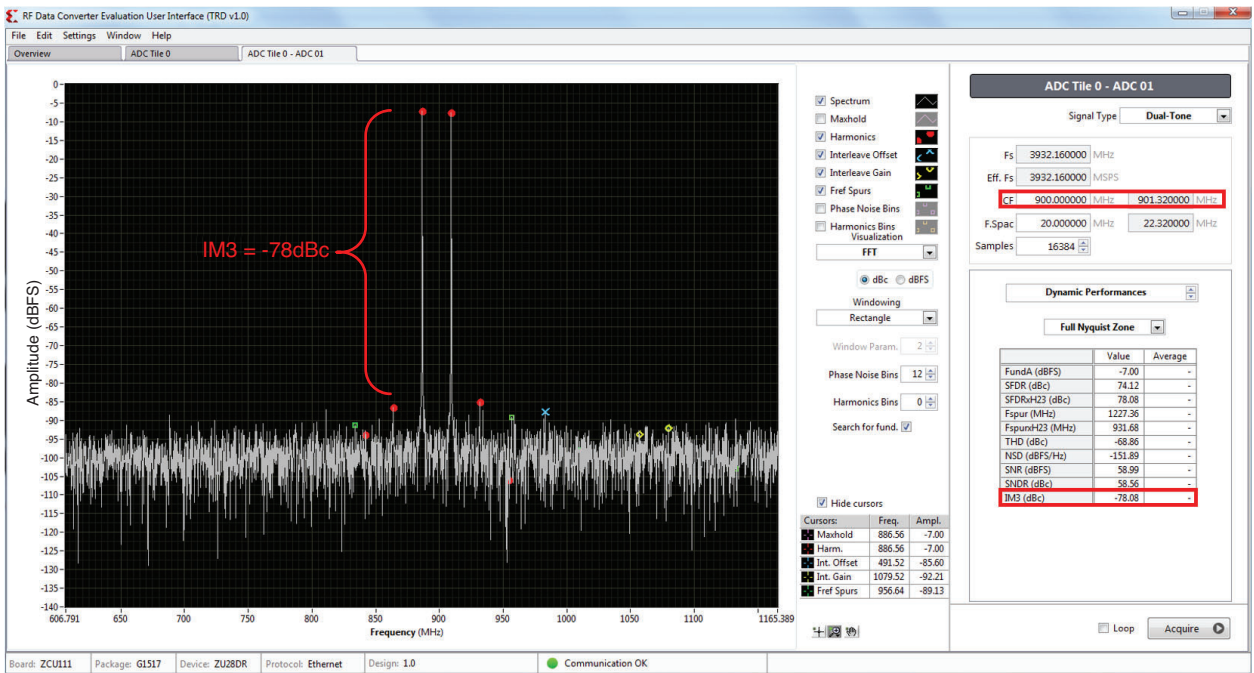 RF Data Converter Evaluation User Interface (TRD v1.0)
File Edit Settings Window Help
Overview ADC Tile 0 ADC Tile 0 - ADC 01
Amplitude (dBFS)
0
-5
-10
-15
-20
-25
-30
-35
-40
-45
-50
-55
-60
-65
-70
-75
-80
-85
-90
-95
-100
-105
-110
-115
-120
-125
-130
-135
-140
IM3 = -78dBc
606.791 650 700 750 800 850 900 950 1000 1050 1100 1165.389
Frequency (MHz)
Spectrum
Maxhold
Harmonics
Interleave Offset
Interleave Gain
Fref Spurs
Phase Noise Bins
Harmonics Bins
Visualization
FFT
dBc dBFS
Windowing
Rectangle
Window Param. 2
Phase Noise Bins 12
Harmonics Bins 0
Search for fund.
Hide cursors
Cursors: Freq. Ampl.
Maxhold 886.56 -7.00
Harm. 886.56 -7.00
Int. Offset 491.52 -85.60
Int. Gain 1079.52 -92.21
Fref Spurs 956.64 -89.13
ADC Tile 0 - ADC 01
Signal Type Dual-Tone
Fs 3932.160000 MHz
Eff. Fs 3932.160000 MSPS
CF 900.000000 MHz 901.320000 MHz
F.Spac 20.000000 MHz 22.320000 MHz
Samples 16384
Dynamic Performances
Full Nyquist Zone
Value Average
FundA (dBFS) -7.00 -
SFDR (dBc) 74.12 -
SFDRxH23 (dBc) 78.08 -
Fspur (MHz) 1227.36 -
FspurxH23 (MHz) 931.68 -
THD (dBc) -68.86 -
NSD (dBFS/Hz) -151.89 -
SNR (dBFS) 58.99 -
SNDR (dBc) 58.56 -
IM3 (dBc) -78.08 -
Loop Acquire
Board: ZCU111 Package: G1517 Device: ZU28DR Protocol: Ethernet Design: 1.0 Communication OK